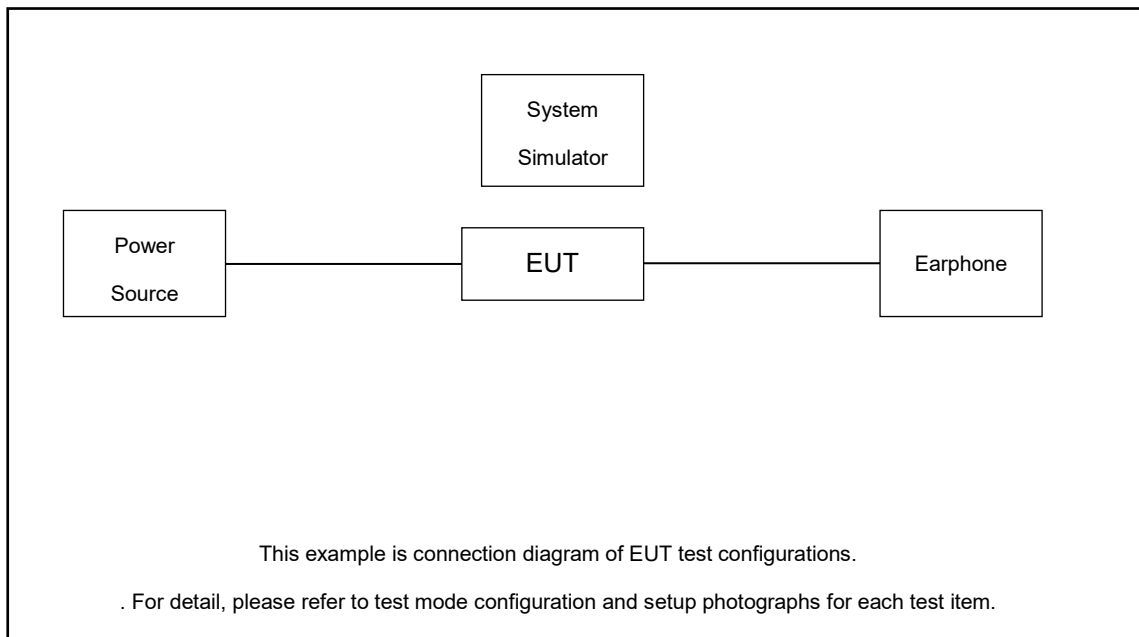 System
Simulator
Power
Source
EUT
Earphone
This example is connection diagram of EUT test configurations.
. For detail, please refer to test mode configuration and setup photographs for each test item.